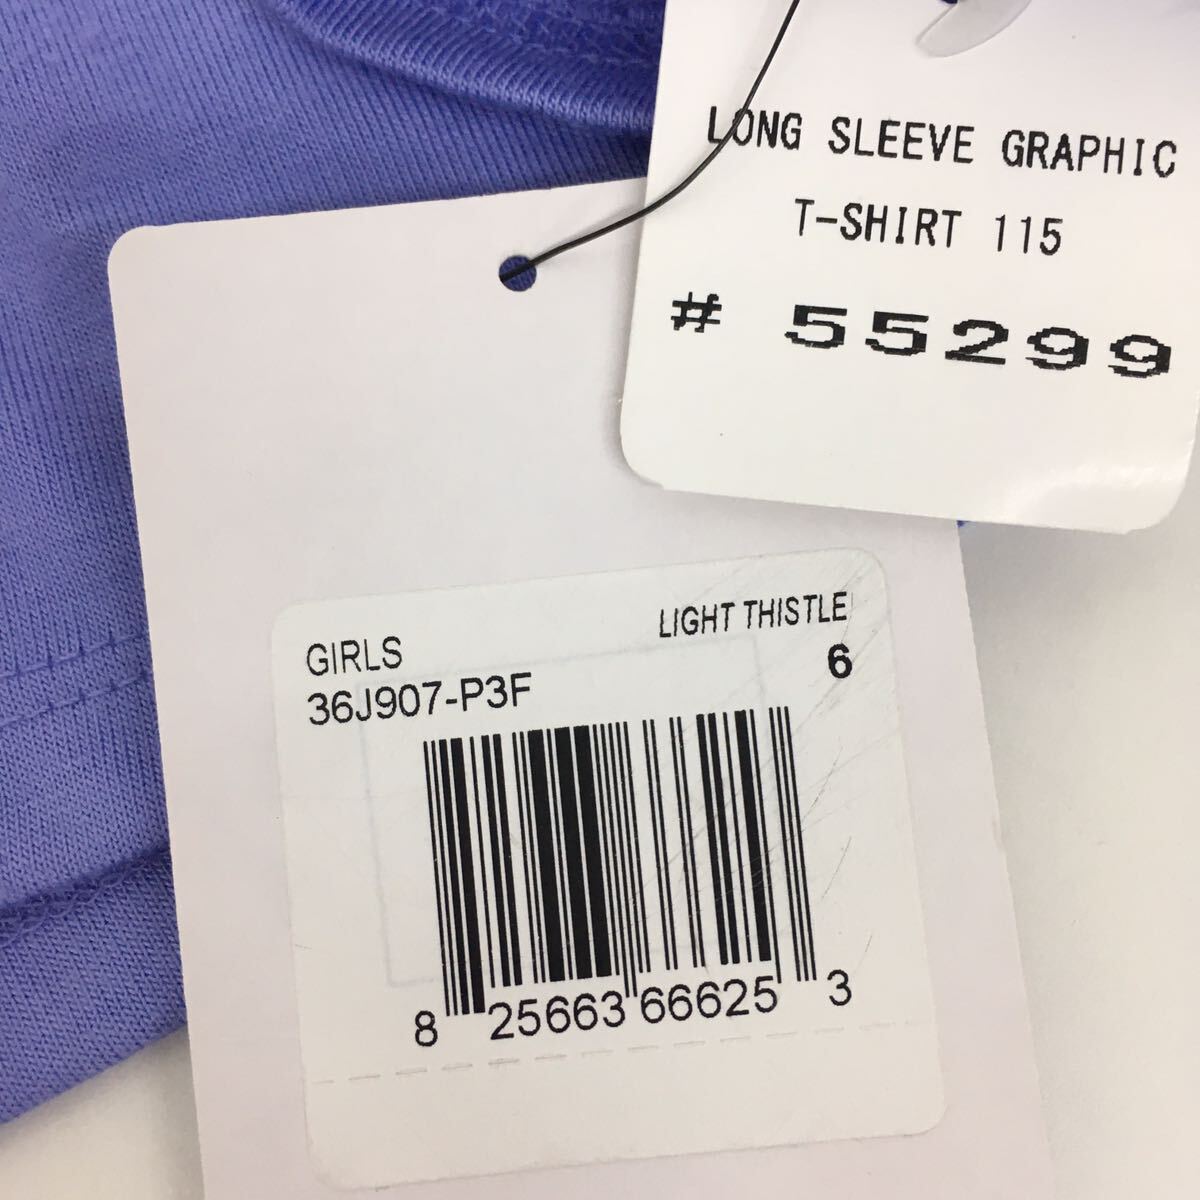 LONG SLEEVE GRAPHIC
T-SHIRT 115
# 55299
GIRLS LIGHT THISTLE
36J907-P3F 6
8 25663 66625 3